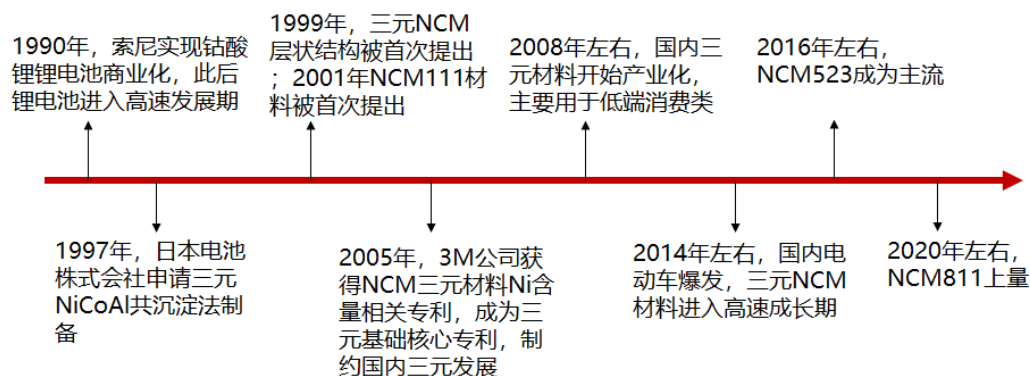 1990年，索尼实现钴酸
锂锂电池商业化，此后
锂电池进入高速发展期
1999年，三元NCM
层状结构被首次提出
；2001年NCM111材
料被首次提出
2008年左右，国内三
元材料开始产业化，
主要用于低端消费类
2016年左右，
NCM523成为主流
1997年，日本电池
株式会社申请三元
NiCoAl共沉淀法制
备
2005年，3M公司获
得NCM三元材料Ni含
量相关专利，成为三
元基础核心专利，制
约国内三元发展
2014年左右，国内电
动车爆发，三元NCM
材料进入高速成长期
2020年左右，
NCM811上量